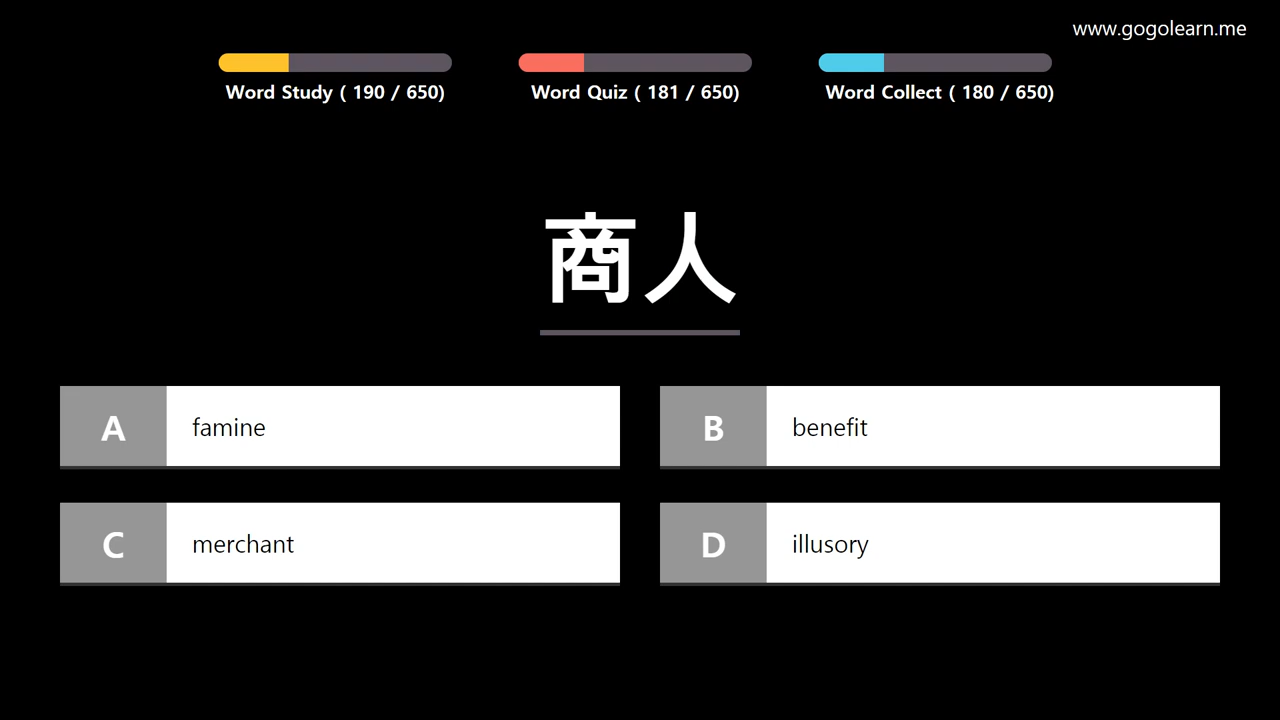 www.gogolearn.me
Word Study ( 190 / 650)
Word Quiz ( 181 / 650)
Word Collect ( 180 / 650)
商人
A famine
B benefit
C merchant
D illusory